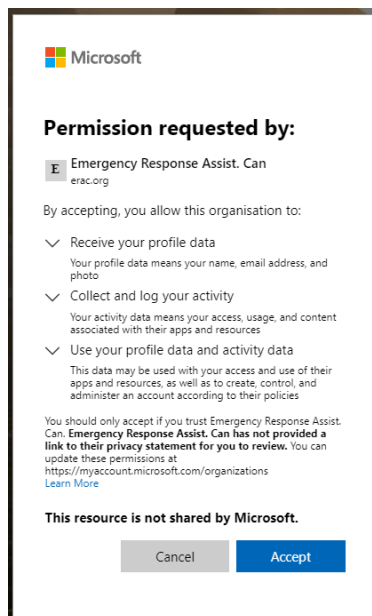 Microsoft
Permission requested by:
E
Emergency Response Assist. Can
erac.org
By accepting, you allow this organisation to:
Receive your profile data
Your profile data means your name, email address, and
photo
Collect and log your activity
Your activity data means your access, usage, and content
associated with their apps and resources
Use your profile data and activity data
This data may be used with your access and use of their
apps and resources, as well as to create, control, and
administer an account according to their policies
You should only accept if you trust Emergency Response Assist.
Can. Emergency Response Assist. Can has not provided a
link to their privacy statement for you to review. You can
update these permissions at
https://myaccount.microsoft.com/organizations
Learn More
This resource is not shared by Microsoft.
Cancel
Accept